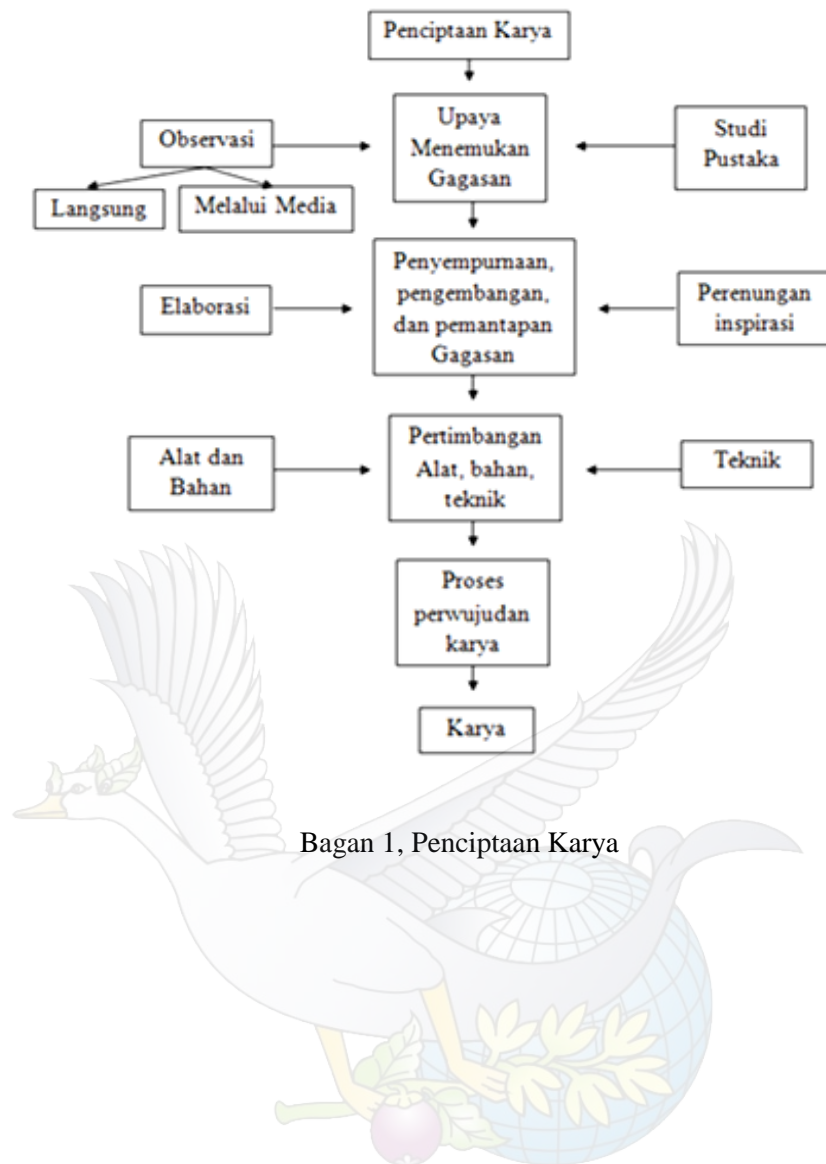 Penciptaan Karya
Upaya
Menemukan
Gagasan
Observasi
Studi
Pustaka
Langsung
Melalui Media
Penyempurnaan,
pengembangan,
dan pemantapan
Gagasan
Elaborasi
Perenungan
inspirasi
Pertimbangan
Alat, bahan,
teknik
Alat dan
Bahan
Teknik
Proses
perwujudan
karya
Karya
Bagan 1, Penciptaan Karya